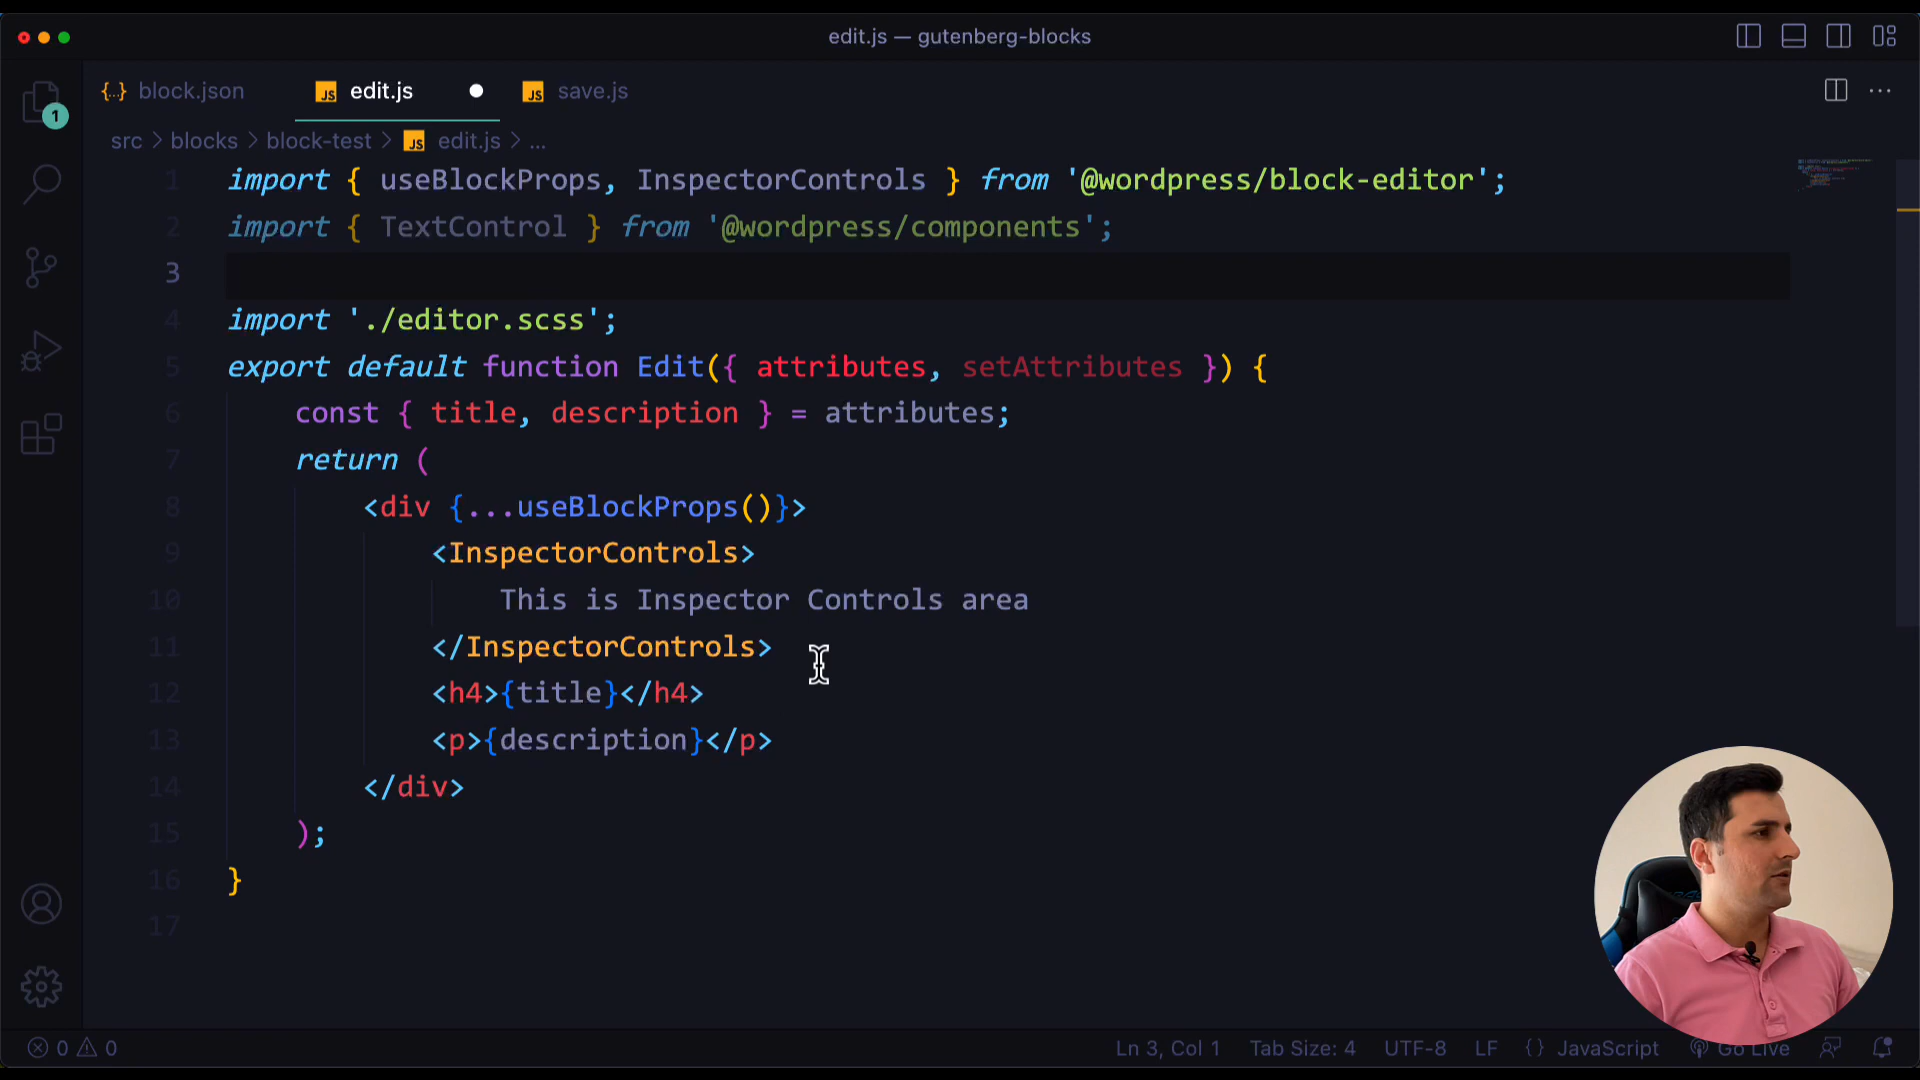 edit.js — gutenberg-blocks
{..} block.json
JS edit.js
JS save.js
1
src > blocks > block-test > JS edit.js > ...
1 import { useBlockProps, InspectorControls } from '@wordpress/block-editor';
2 import { TextControl } from '@wordpress/components';
3
4 import './editor.scss';
5 export default function Edit({ attributes, setAttributes }) {
6 const { title, description } = attributes;
7 return (
8 <div {...useBlockProps()}>
9 <InspectorControls>
10 This is Inspector Controls area
11 </InspectorControls>
12 <h4>{title}</h4>
13 <p>{description}</p>
14 </div>
15 );
16 }
17
0 0
Ln 3, Col 1 Tab Size: 4 UTF-8 LF {} JavaScript Go Live